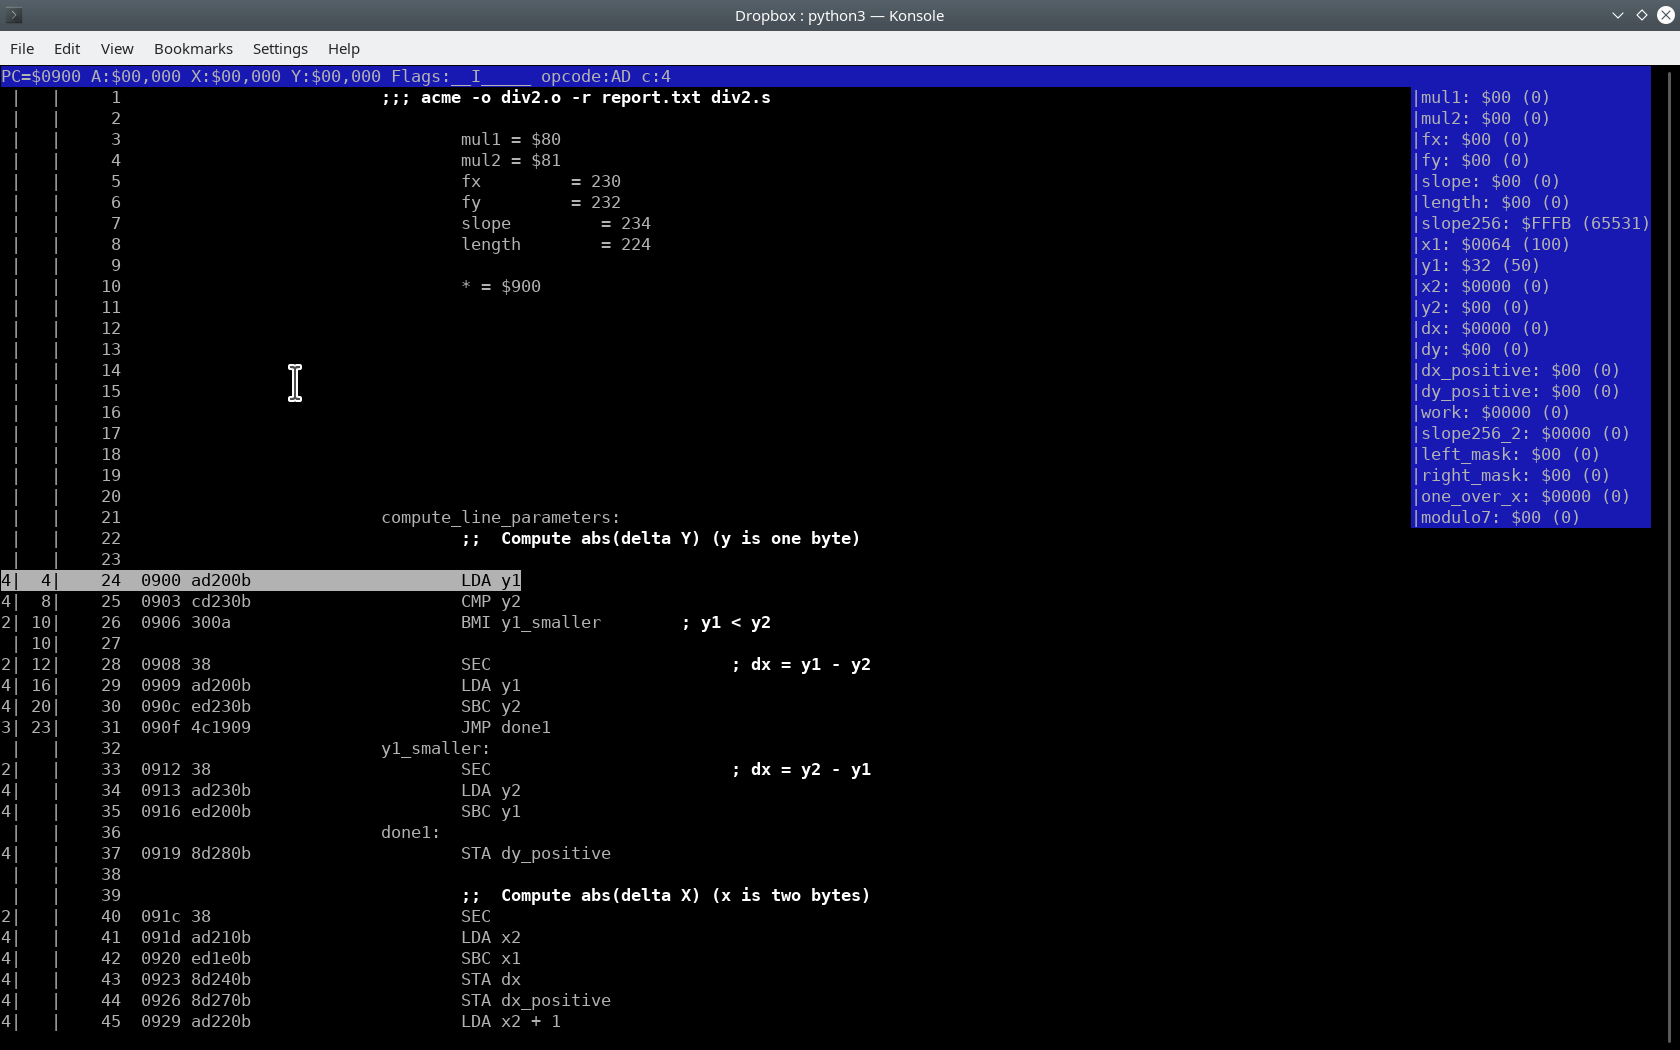 Dropbox : python3 — Konsole
File Edit View Bookmarks Settings Help
PC=$0900 A:$00,000 X:$00,000 Y:$00,000 Flags:__I_____ opcode:AD c:4
 |   |     1                          ;;; acme -o div2.o -r report.txt div2.s                                                                |mul1: $00 (0)
 |   |     2                                                                                                                                 |mul2: $00 (0)
 |   |     3                                  mul1 = $80                                                                                     |fx: $00 (0)
 |   |     4                                  mul2 = $81                                                                                     |fy: $00 (0)
 |   |     5                                  fx         = 230                                                                               |slope: $00 (0)
 |   |     6                                  fy         = 232                                                                               |length: $00 (0)
 |   |     7                                  slope         = 234                                                                            |slope256: $FFFB (65531)
 |   |     8                                  length        = 224                                                                            |x1: $0064 (100)
 |   |     9                                                                                                                                 |y1: $32 (50)
 |   |    10                                  * = $900                                                                                       |x2: $0000 (0)
 |   |    11                                                                                                                                 |y2: $00 (0)
 |   |    12                                                                                                                                 |dx: $0000 (0)
 |   |    13                                                                                                                                 |dy: $00 (0)
 |   |    14                                                                                                                                 |dx_positive: $00 (0)
 |   |    15                                                                                                                                 |dy_positive: $00 (0)
 |   |    16                                                                                                                                 |work: $0000 (0)
 |   |    17                                                                                                                                 |slope256_2: $0000 (0)
 |   |    18                                                                                                                                 |left_mask: $00 (0)
 |   |    19                                                                                                                                 |right_mask: $00 (0)
 |   |    20                                                                                                                                 |one_over_x: $0000 (0)
 |   |    21                          compute_line_parameters:                                                                               |modulo7: $00 (0)
 |   |    22                                  ;;  Compute abs(delta Y) (y is one byte)
 |   |    23
4|  4|    24  0900 ad200b                     LDA y1
4|  8|    25  0903 cd230b                     CMP y2
2| 10|    26  0906 300a                       BMI y1_smaller        ; y1 < y2
 | 10|    27
2| 12|    28  0908 38                         SEC                        ; dx = y1 - y2
4| 16|    29  0909 ad200b                     LDA y1
4| 20|    30  090c ed230b                     SBC y2
3| 23|    31  090f 4c1909                     JMP done1
 |   |    32                          y1_smaller:
2|   |    33  0912 38                         SEC                        ; dx = y2 - y1
4|   |    34  0913 ad230b                     LDA y2
4|   |    35  0916 ed200b                     SBC y1
 |   |    36                          done1:
4|   |    37  0919 8d280b                     STA dy_positive
 |   |    38
 |   |    39                                  ;;  Compute abs(delta X) (x is two bytes)
2|   |    40  091c 38                         SEC
4|   |    41  091d ad210b                     LDA x2
4|   |    42  0920 ed1e0b                     SBC x1
4|   |    43  0923 8d240b                     STA dx
4|   |    44  0926 8d270b                     STA dx_positive
4|   |    45  0929 ad220b                     LDA x2 + 1